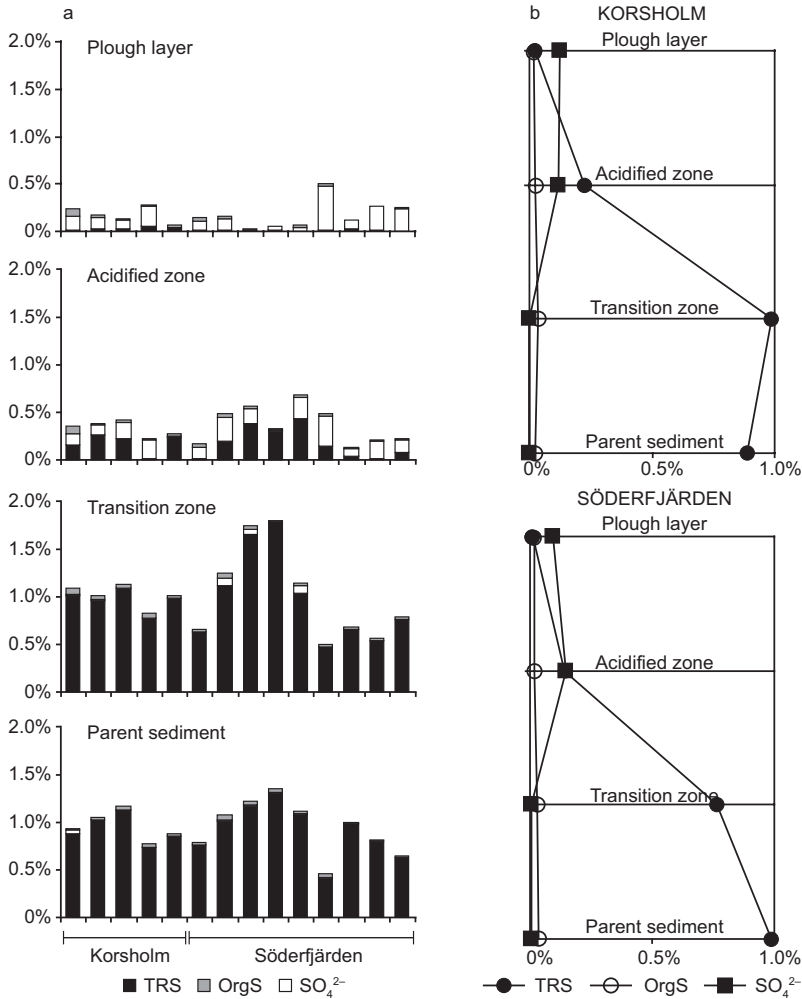 a
2.0%
Plough layer
1.5%
1.0%
0.5%
0%
2.0%
Acidified zone
1.5%
1.0%
0.5%
0%
2.0%
Transition zone
1.5%
1.0%
0.5%
0%
2.0%
Parent sediment
1.5%
1.0%
0.5%
0%
Korsholm Söderfjärden
TRS OrgS SO₄²⁻
b
KORSHOLM
Plough layer
Acidified zone
Transition zone
Parent sediment
0% 0.5% 1.0%
SÖDERFJÄRDEN
Plough layer
Acidified zone
Transition zone
Parent sediment
0% 0.5% 1.0%
TRS OrgS SO₄²⁻